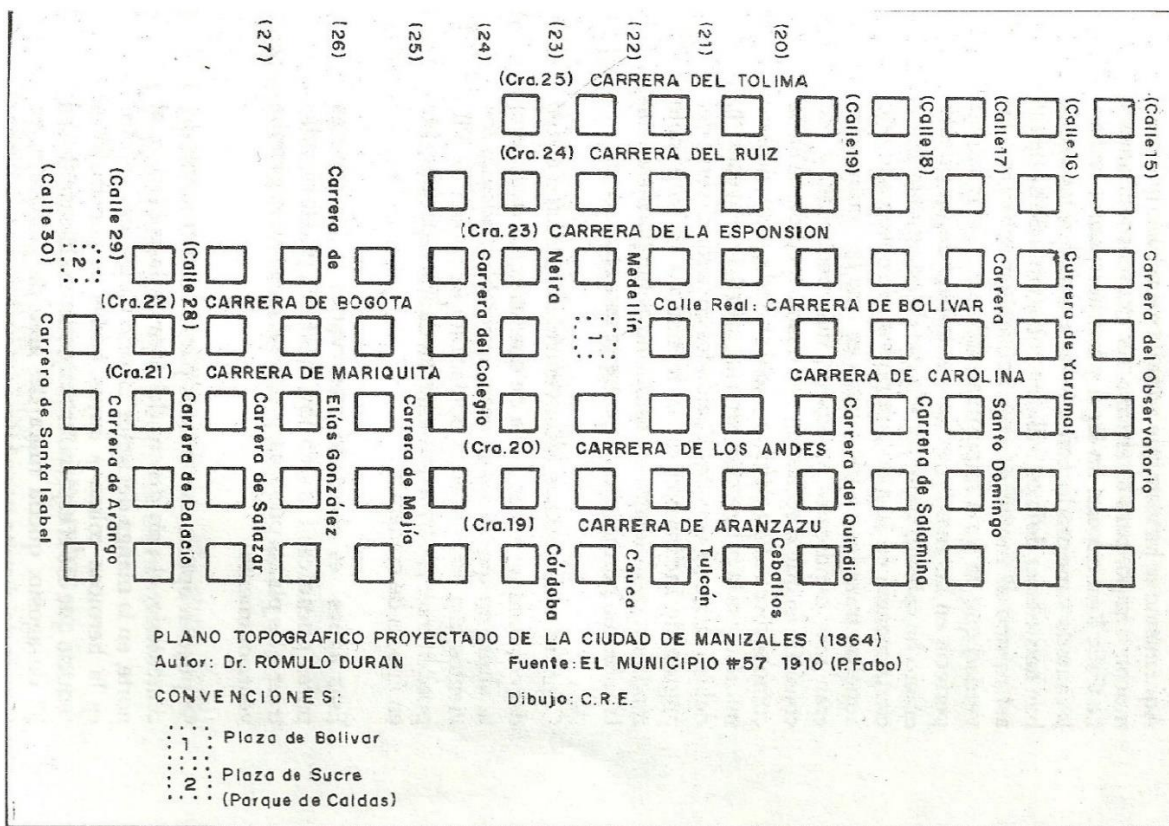 (27)
(26)
(25)
(24)
(23)
(22)
(21)
(20)
(Cra.25) CARRERA DEL TOLIMA
(Calle19)
(Calle18)
(Calle17)
(Calle 16)
(Calle15)
(Cra.24) CARRERA DEL RUIZ
(Cra.23) CARRERA DE LA ESPONSION
(Calle 30)
(Calle 29)
(Calle 28)
2
Carrera de
Carrera del Colegio
Neira
Medellín
Carrera
Carrera de Yarumal
Carrera del Observatorio
(Cra.22) CARRERA DE BOGOTA
Calle Real: CARRERA DE BOLIVAR
1
(Cra.21) CARRERA DE MARIQUITA
CARRERA DE CAROLINA
Carrera de Santa Isabel
Carrera de Arango
Carrera de Palacio
Carrera de Salazar
Elías González
Carrera de Mejía
Carrera del Quindio
Carrera de Salamina
Santo Domingo
(Cra.20) CARRERA DE LOS ANDES
(Cra.19) CARRERA DE ARANZAZU
Córdoba
Cauca
Tulcán
Ceballos
PLANO TOPOGRAFICO PROYECTADO DE LA CIUDAD DE MANIZALES (1864)
Autor: Dr. ROMULO DURAN
Fuente: EL MUNICIPIO #57 1910 (P. Fabo)
CONVENCIONES:
Dibujo: C.R.E.
1 Plaza de Bolivar
2 Plaza de Sucre
(Parque de Caldas)